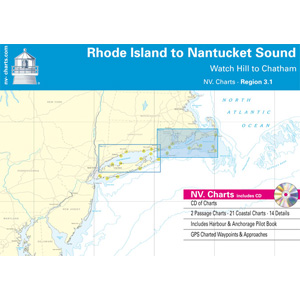 Rhode Island to Nantucket Sound
Watch Hill to Chatham
NV. Charts - Region 3.1
nv-charts.com
NORTH
ATLANTIC
OCEAN
NV. Charts includes CD
CD of Charts
2 Passage Charts - 21 Coastal Charts - 14 Details
Includes Harbour & Anchorage Pilot Book
GPS Charted Waypoints & Approaches